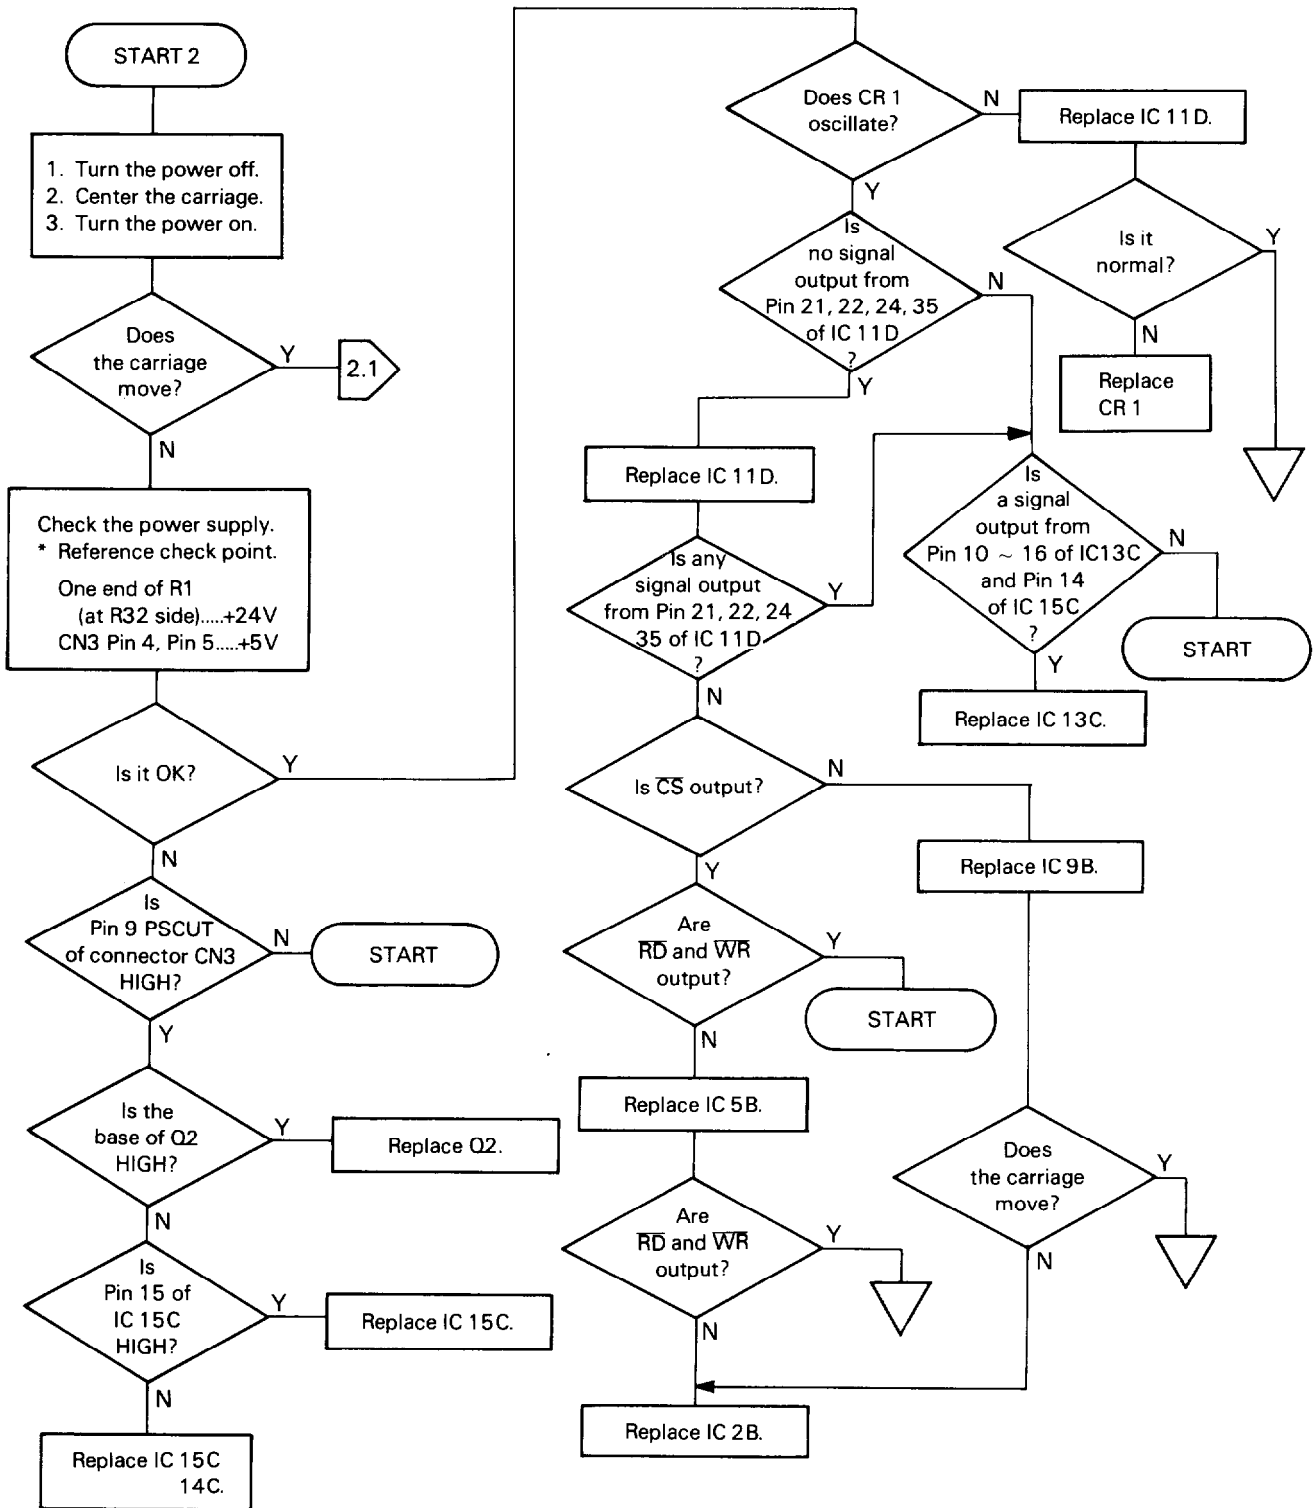 START 2
1. Turn the power off.
2. Center the carriage.
3. Turn the power on.
Does
the carriage
move?
Y
2.1
N
Check the power supply.
* Reference check point.
One end of R1
(at R32 side).....+24V
CN3 Pin 4, Pin 5.....+5V
Is it OK?
Y
N
Is
Pin 9 PSCUT
of connector CN3
HIGH?
N
START
Y
Is the
base of Q2
HIGH?
Y
Replace Q2.
N
Is
Pin 15 of
IC 15C
HIGH?
Y
Replace IC 15C.
N
Replace IC 15C
14C.
Does CR 1
oscillate?
N
Replace IC 11D.
Is it
normal?
Y
N
Replace
CR 1
Y
Is
no signal
output from
Pin 21, 22, 24, 35
of IC 11D
?
N
Y
Replace IC 11D.
Is any
signal output
from Pin 21, 22, 24
35 of IC 11D
?
Y
Is
a signal
output from
Pin 10 ~ 16 of IC13C
and Pin 14
of IC 15C
?
N
START
Y
Replace IC 13C.
N
Is C̅S̅ output?
N
Replace IC 9B.
Y
Are
R̅D̅ and W̅R̅
output?
Y
START
N
Replace IC 5B.
Does
the carriage
move?
Y
N
Are
R̅D̅ and W̅R̅
output?
Y
N
Replace IC 2B.